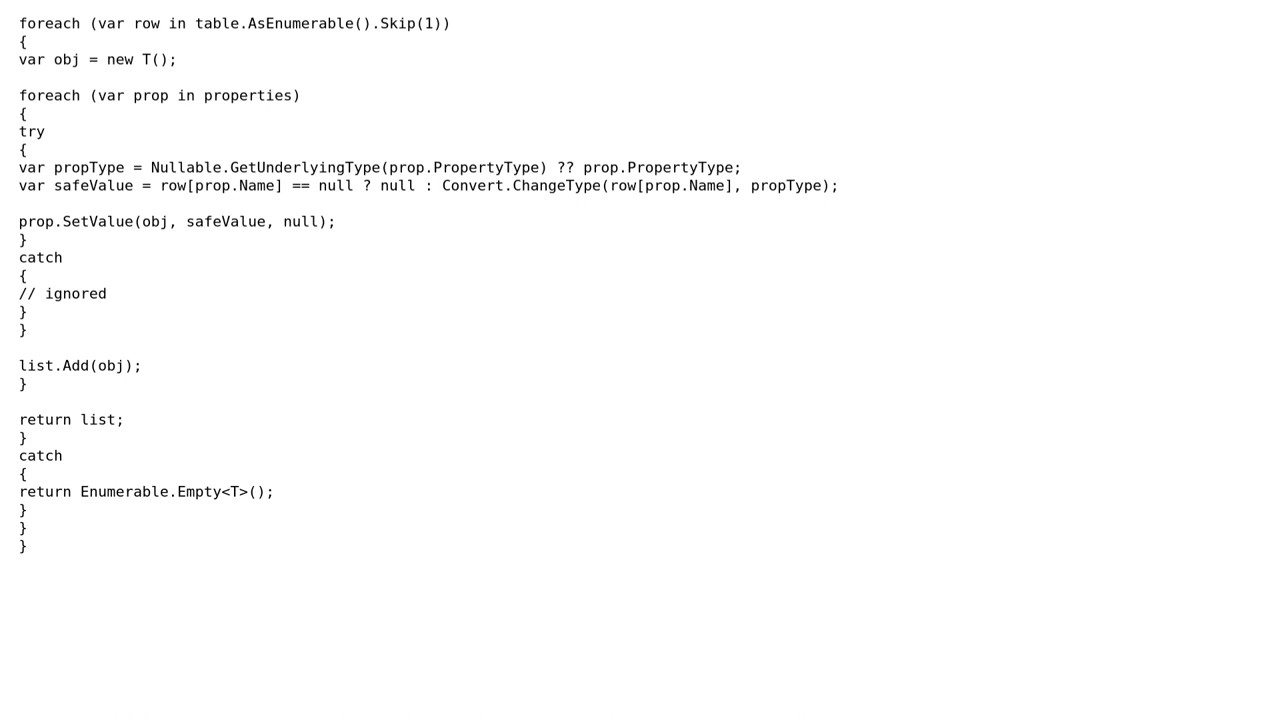 foreach (var row in table.AsEnumerable().Skip(1))
{
var obj = new T();

foreach (var prop in properties)
{
try
{
var propType = Nullable.GetUnderlyingType(prop.PropertyType) ?? prop.PropertyType;
var safeValue = row[prop.Name] == null ? null : Convert.ChangeType(row[prop.Name], propType);

prop.SetValue(obj, safeValue, null);
}
catch
{
// ignored
}
}

list.Add(obj);
}

return list;
}
catch
{
return Enumerable.Empty<T>();
}
}
}